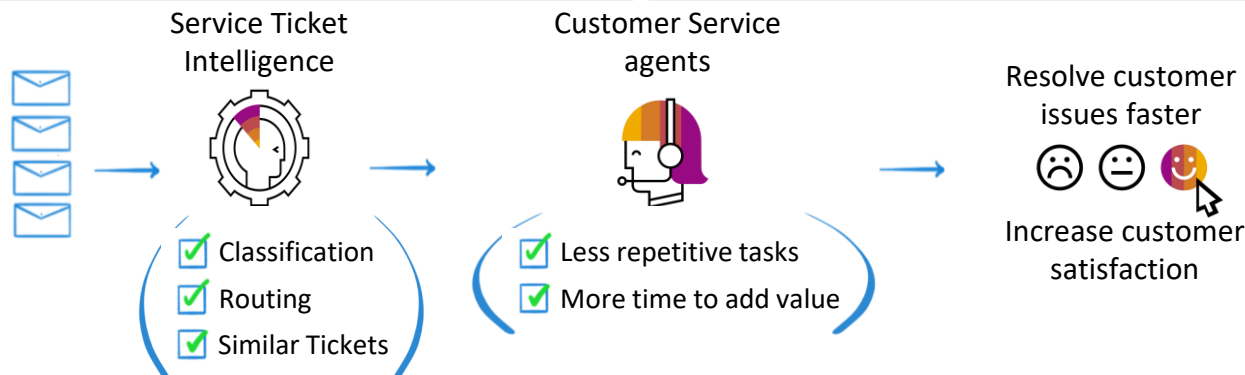 Service Ticket
Intelligence
Classification
Routing
Similar Tickets
Customer Service
agents
Less repetitive tasks
More time to add value
Resolve customer
issues faster
Increase customer
satisfaction